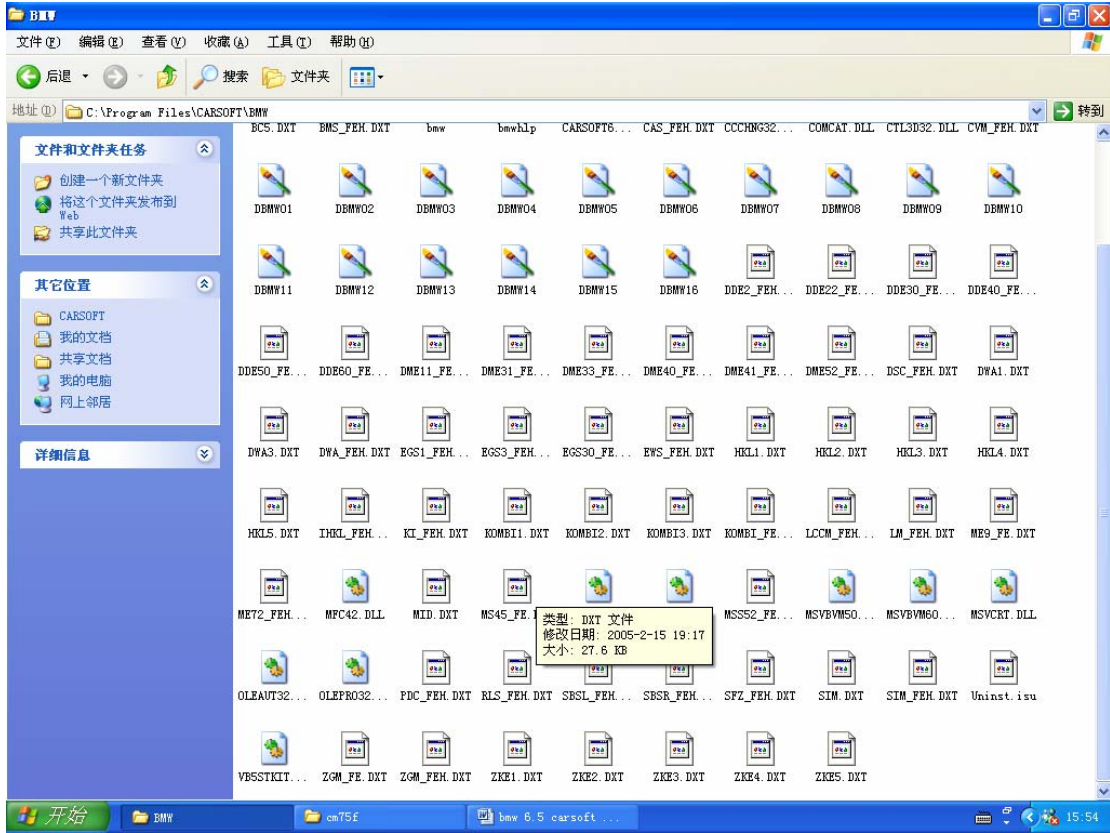 BMW
文件(F) 编辑(E) 查看(V) 收藏(A) 工具(T) 帮助(H)
后退 搜索 文件夹
地址(D) C:\Program Files\CARSOFT\BMW 转到
文件和文件夹任务
创建一个新文件夹
将这个文件夹发布到
Web
共享此文件夹
其它位置
CARSOFT
我的文档
共享文档
我的电脑
网上邻居
详细信息
BC5.DXT BMS_FEH.DXT bmw bmwhlp CARSOFT6... CAS_FEH.DXT CCCHNG32... COMCAT.DLL CTL3D32.DLL CVM_FEH.DXT
DBMW01 DBMW02 DBMW03 DBMW04 DBMW05 DBMW06 DBMW07 DBMW08 DBMW09 DBMW10
DBMW11 DBMW12 DBMW13 DBMW14 DBMW15 DBMW16 DDE2_FEH... DDE22_FE... DDE30_FE... DDE40_FE...
DDE50_FE... DDE60_FE... DME11_FE... DME31_FE... DME33_FE... DME40_FE... DME41_FE... DME52_FE... DSC_FEH.DXT DWA1.DXT
DWA3.DXT DWA_FEH.DXT EGS1_FEH... EGS3_FEH... EGS30_FE... EWS_FEH.DXT HKL1.DXT HKL2.DXT HKL3.DXT HKL4.DXT
HKL5.DXT IHKL_FEH... KI_FEH.DXT KOMBI1.DXT KOMBI2.DXT KOMBI3.DXT KOMBI_FE... LCCM_FEH... LM_FEH.DXT ME9_FE.DXT
ME72_FEH... MFC42.DLL MID.DXT MS45_FE. MSS52_FE... MSVBVM50... MSVBVM60... MSVCRT.DLL
类型: DXT 文件
修改日期: 2005-2-15 19:17
大小: 27.6 KB
OLEAUT32... OLEPRO32... PDC_FEH.DXT RLS_FEH.DXT SBSL_FEH... SBSR_FEH... SFZ_FEH.DXT SIM.DXT SIM_FEH.DXT Uninst.isu
VB5STKIT... ZGM_FE.DXT ZGM_FEH.DXT ZKE1.DXT ZKE2.DXT ZKE3.DXT ZKE4.DXT ZKE5.DXT
开始 BMW cm75f bmw 6.5 carsoft ... 15:54